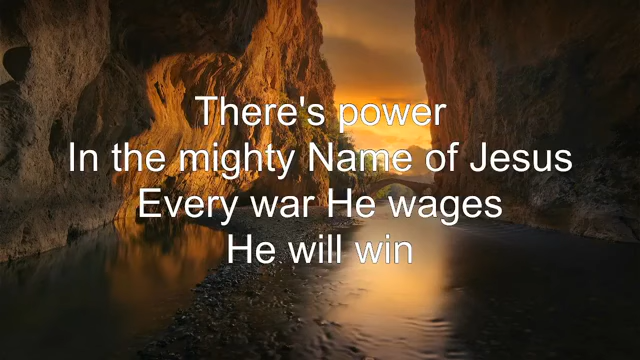 There's power
In the mighty Name of Jesus
Every war He wages
He will win